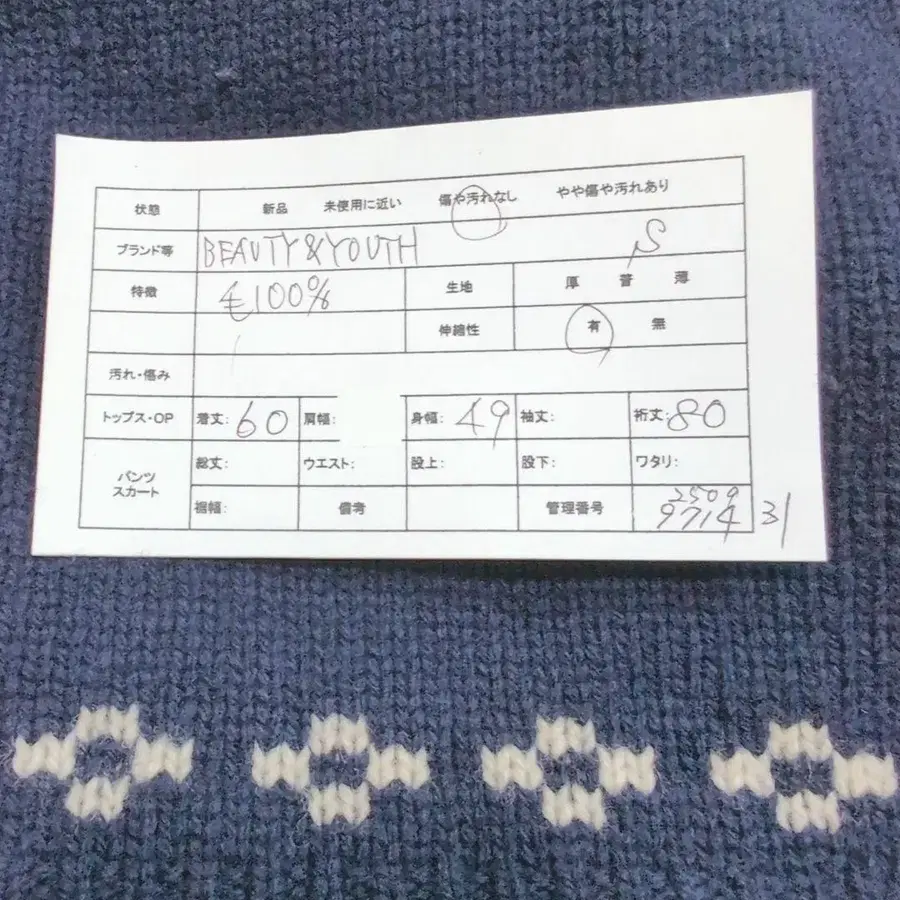 状態 新品 未使用に近い 傷や汚れなし やや傷や汚れあり
ブランド等 BEAUTY&YOUTH S
特徴 毛100% 生地 厚 普 薄
伸縮性 有 無
汚れ・傷み
トップス・OP 着丈: 60 肩幅: 身幅: 49 袖丈: 裄丈: 80
パンツ スカート 総丈: ウエスト: 股上: 股下: ワタリ:
裾幅: 備考 管理番号 2509
9714 31